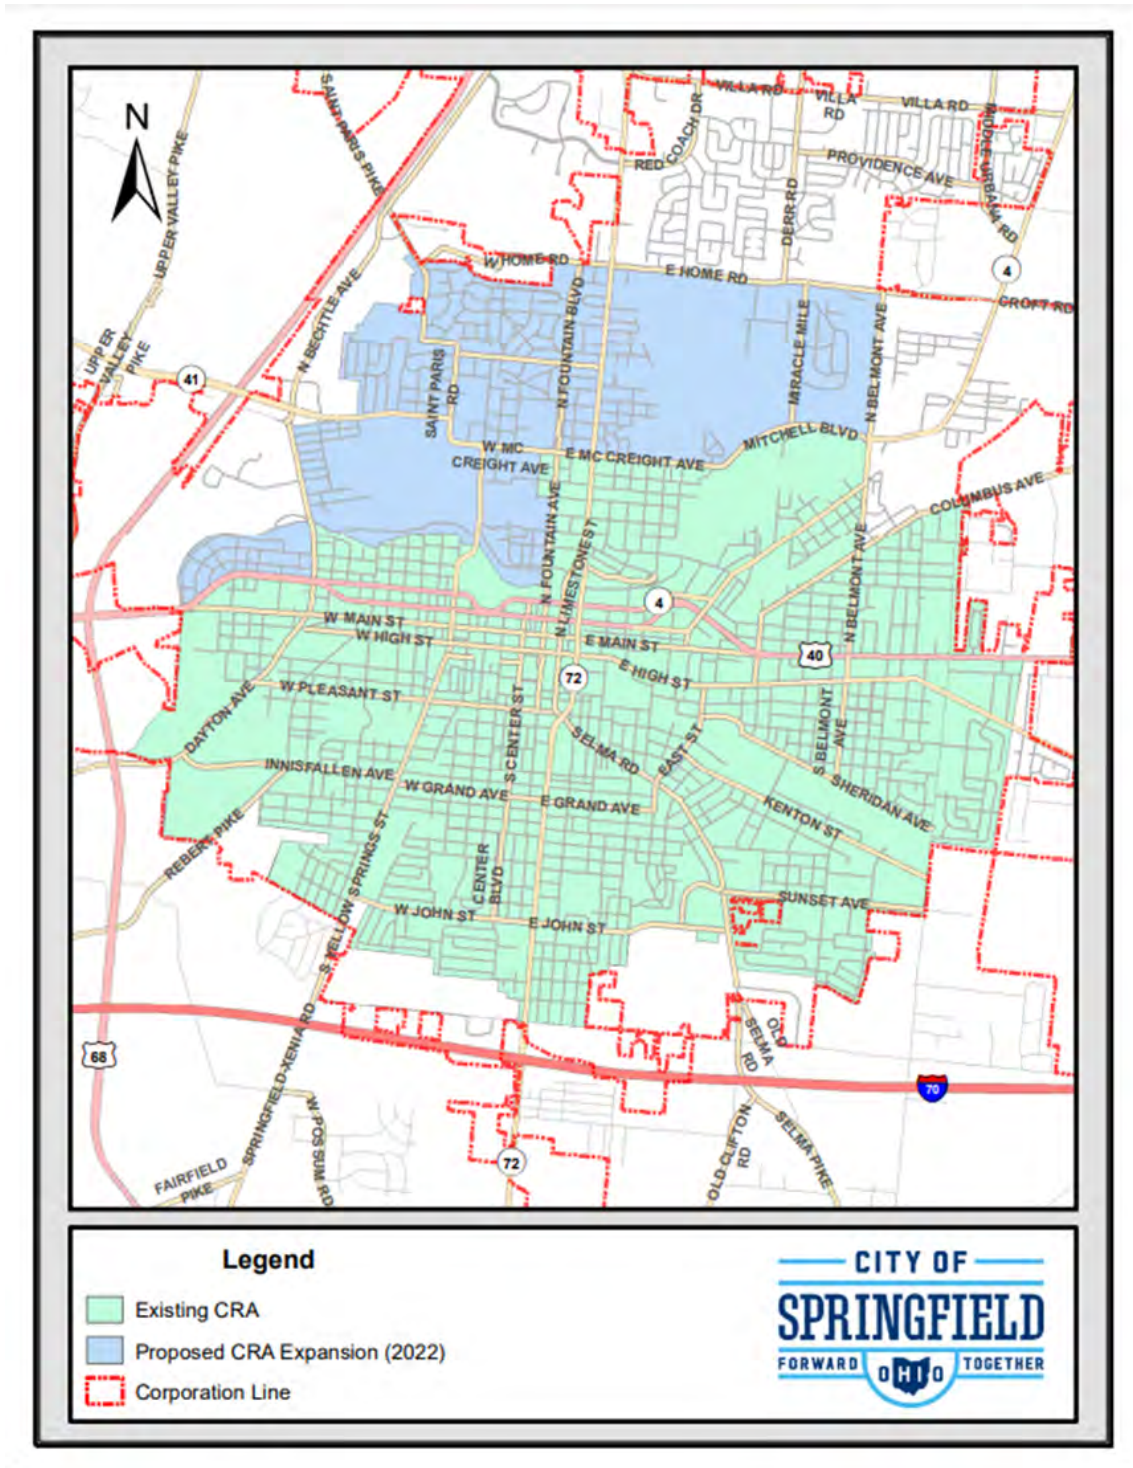 N
SAINT PARIS PIKE
UPPER VALLEY PIKE
VILLA RD
VILLA
RD
VILLA RD
MIDDLE URBANA RD
RED COACH DR
PROVIDENCE AVE
DERR RD
W HOME RD
E HOME RD
4
CROFT RD
N BECHTLE AVE
N FOUNTAIN BLVD
MIRACLE MILE
N BELMONT AVE
UPPER
VALLEY
PIKE
41
SAINT PARIS
RD
MITCHELL BLVD
W MC
CREIGHT AVE
E MC CREIGHT AVE
COLUMBUS AVE
N FOUNTAIN AVE
N LIMESTONE ST
N BELMONT AVE
4
W MAIN ST
W HIGH ST
E MAIN ST
40
E HIGH ST
72
W PLEASANT ST
DAYTON AVE
S CENTER ST
SELMA RD
EAST ST
S BELMONT
AVE
INNISFALLEN AVE
W GRAND AVE
E GRAND AVE
SHERIDAN AVE
KENTON ST
REBERT PIKE
S YELLOW SPRINGS ST
CENTER
BLVD
SUNSET AVE
W JOHN ST
E JOHN ST
OLD
SELMA
RD
68
SPRINGFIELD-XENIA RD
70
W POSSUM RD
OLD CLIFTON
RD
SELMA PIKE
72
FAIRFIELD
PIKE
Legend
Existing CRA
Proposed CRA Expansion (2022)
Corporation Line
CITY OF
SPRINGFIELD
FORWARD TOGETHER
OHIO